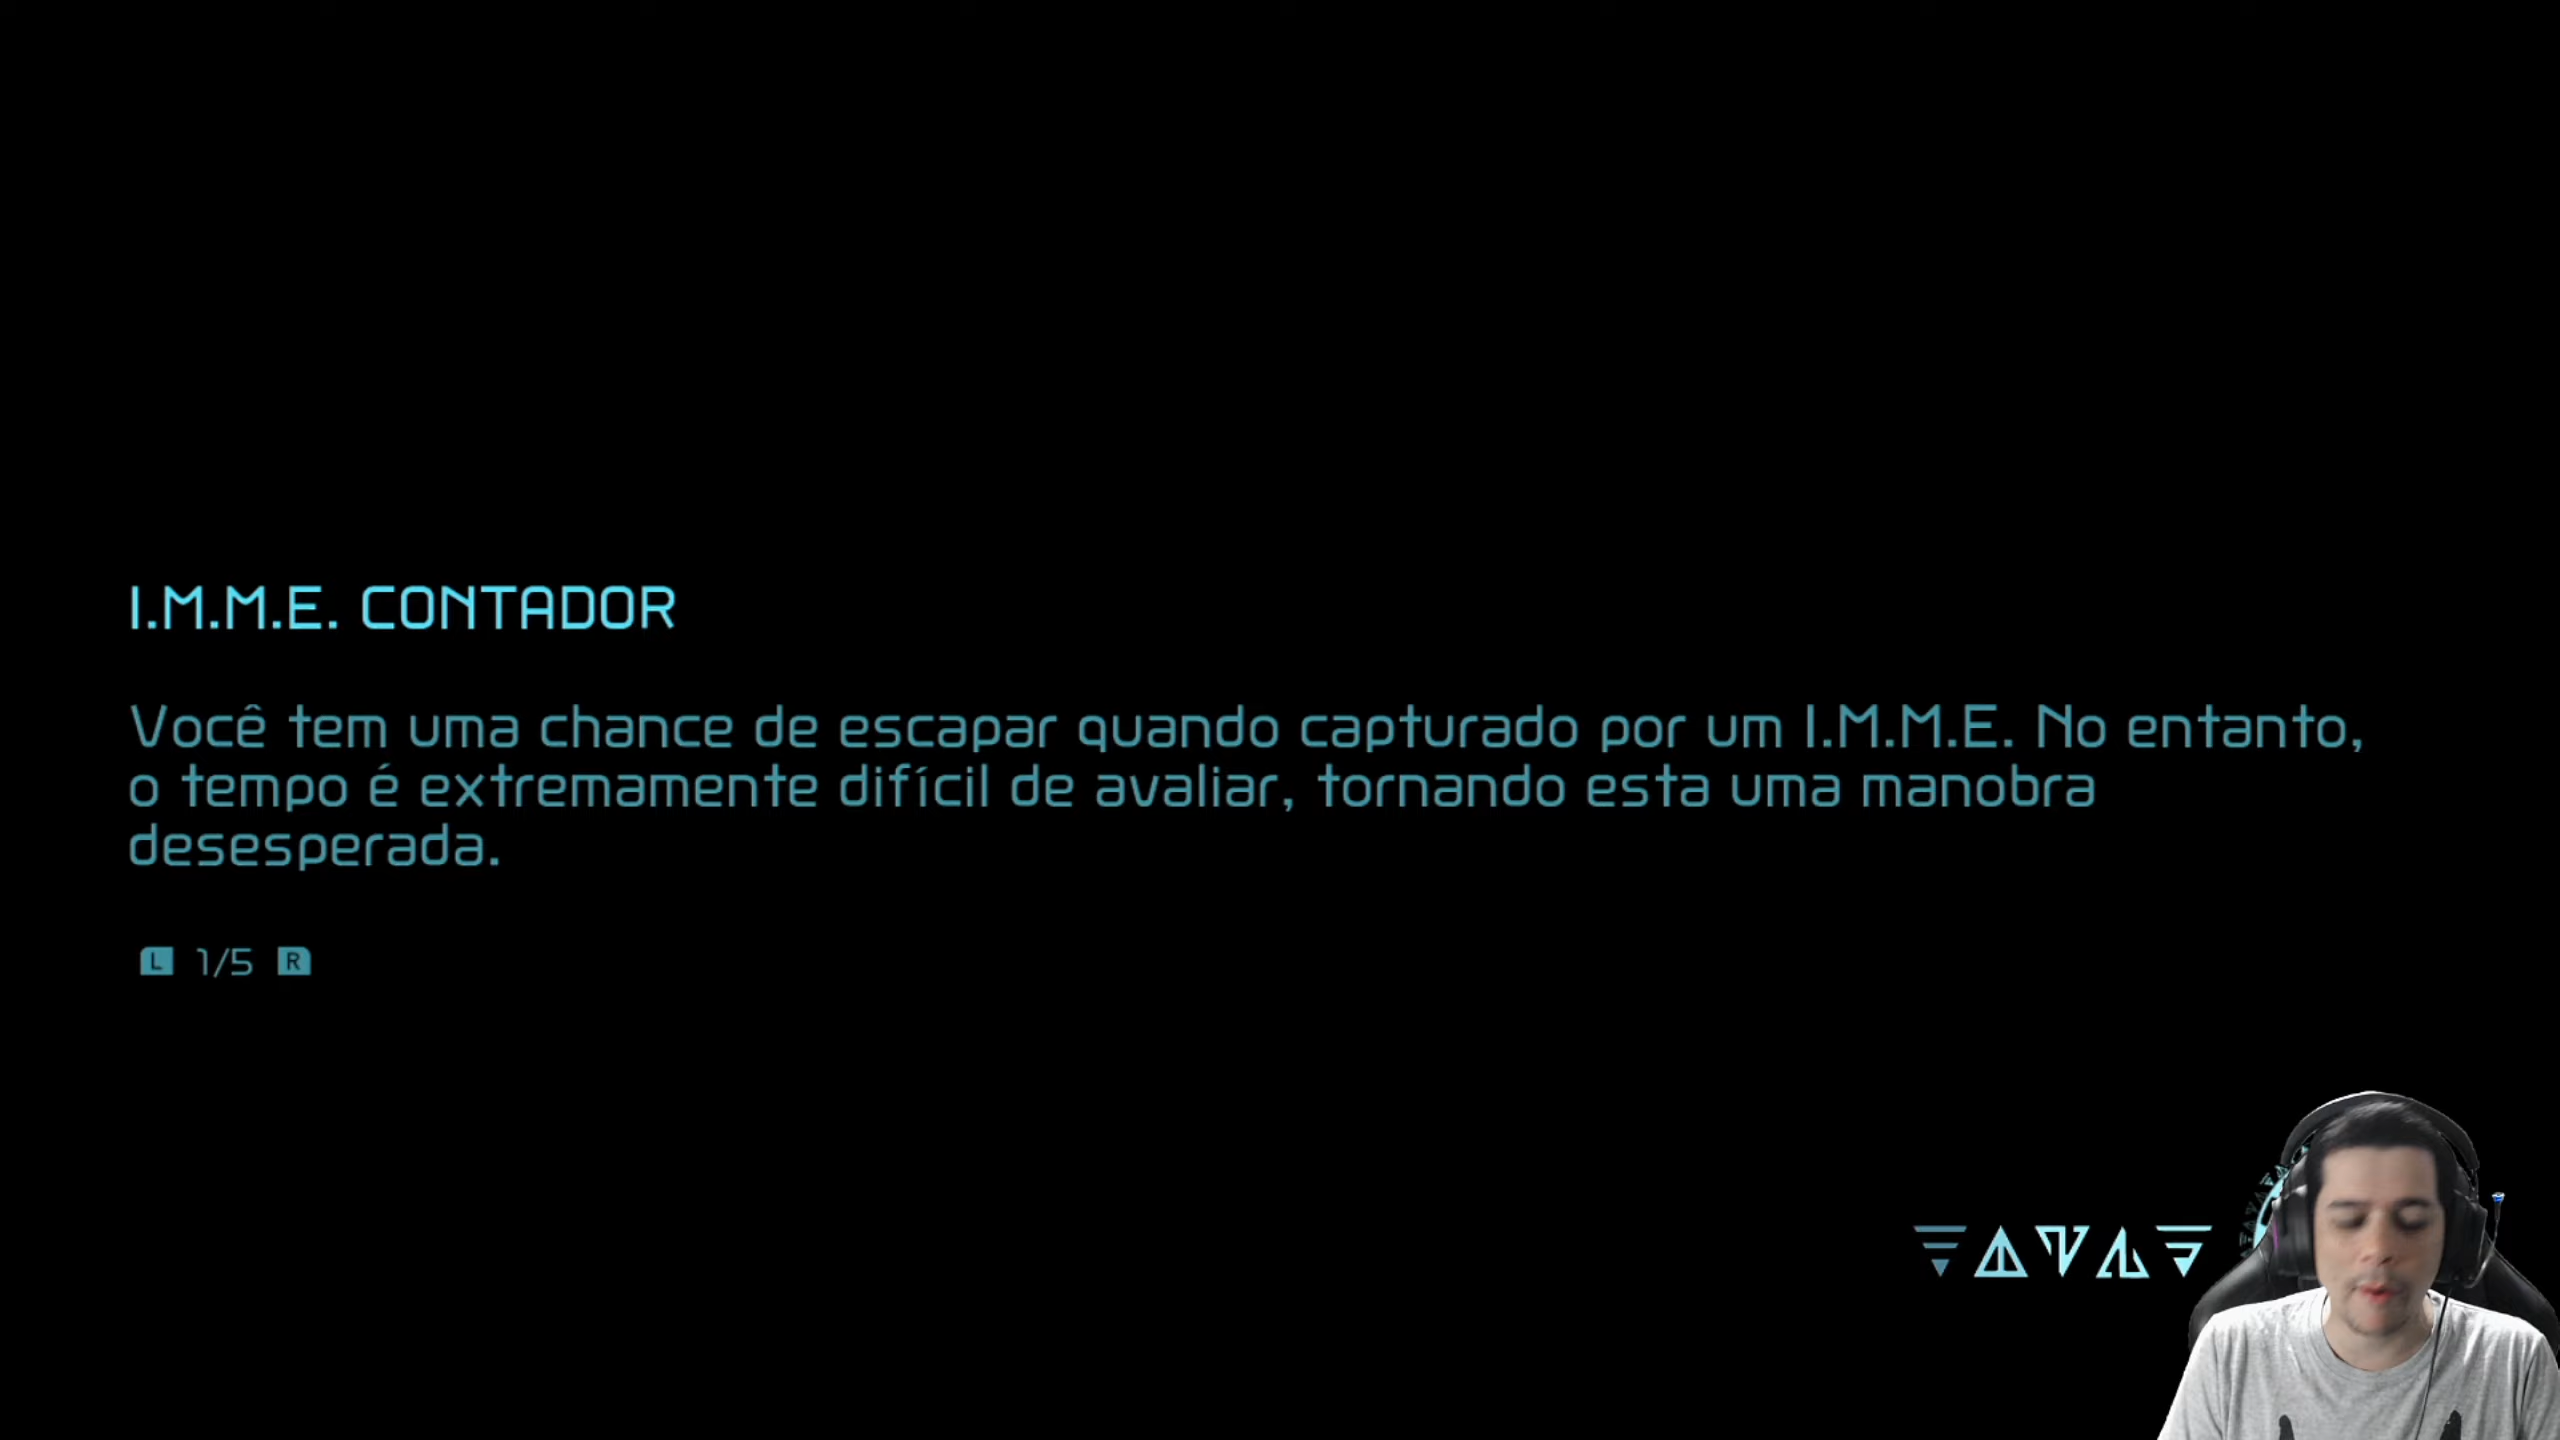 I.M.M.E. CONTADOR
Você tem uma chance de escapar quando capturado por um I.M.M.E. No entanto,
o tempo é extremamente difícil de avaliar, tornando esta uma manobra
desesperada.
L 1/5 R